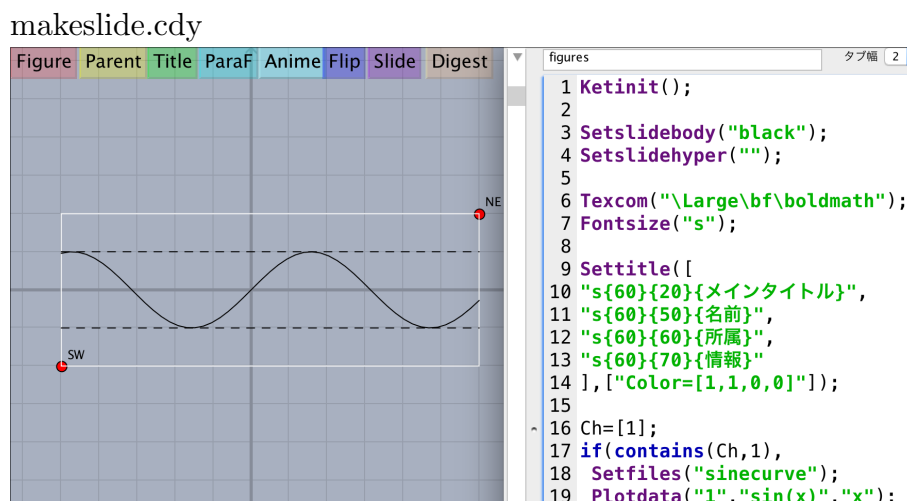 makeslide.cdy
Figure Parent Title ParaF Anime Flip Slide Digest
figures
タブ幅 2
NE
SW
1 Ketinit();
2
3 Setslidebody("black");
4 Setslidehyper("");
5
6 Texcom("\Large\bf\boldmath");
7 Fontsize("s");
8
9 Settitle([
10 "s{60}{20}{メインタイトル}",
11 "s{60}{50}{名前}",
12 "s{60}{60}{所属}",
13 "s{60}{70}{情報}"
14 ],["Color=[1,1,0,0]"]);
15
16 Ch=[1];
17 if(contains(Ch,1),
18 Setfiles("sinecurve");
19 Plotdata("1","sin(x)","x");